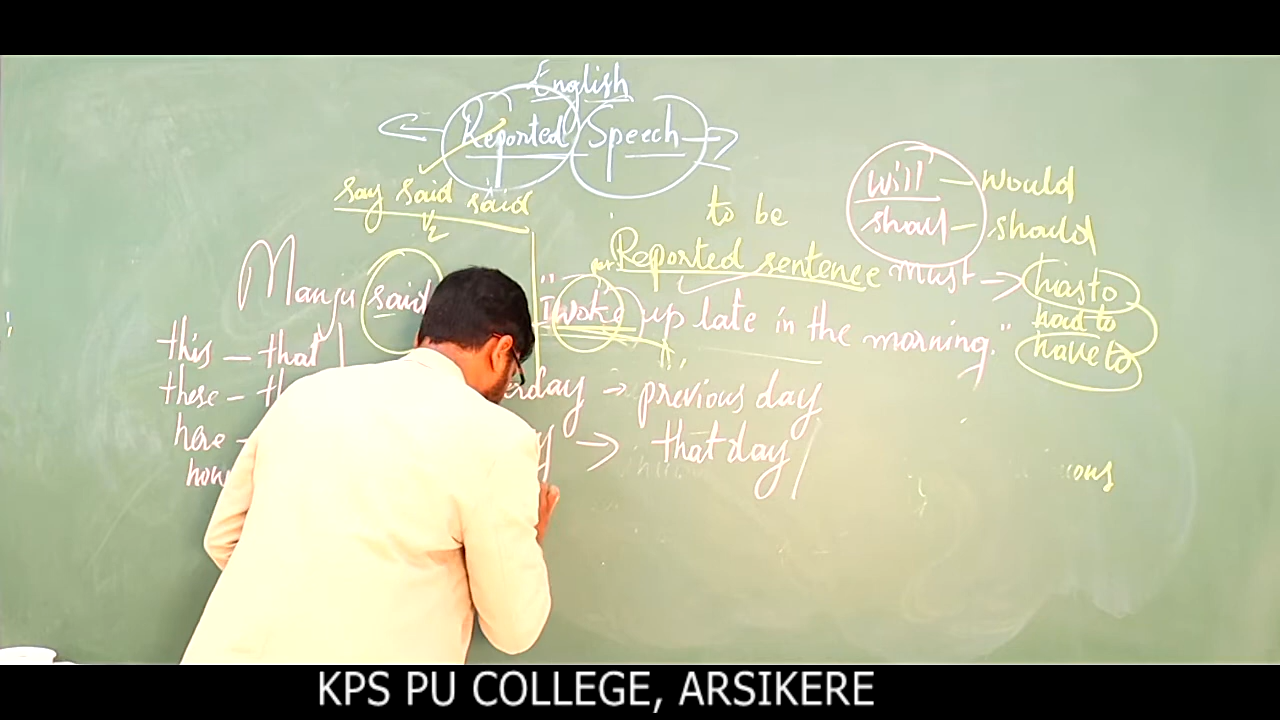 English
Reported Speech
say said said
V2
to be
will – would
shall – should
Reported sentence
must → has to
had to
have to
Manju said "I woke up late in the morning."
this – that
these –
here –
→ previous day
→ that day
KPS PU COLLEGE, ARSIKERE